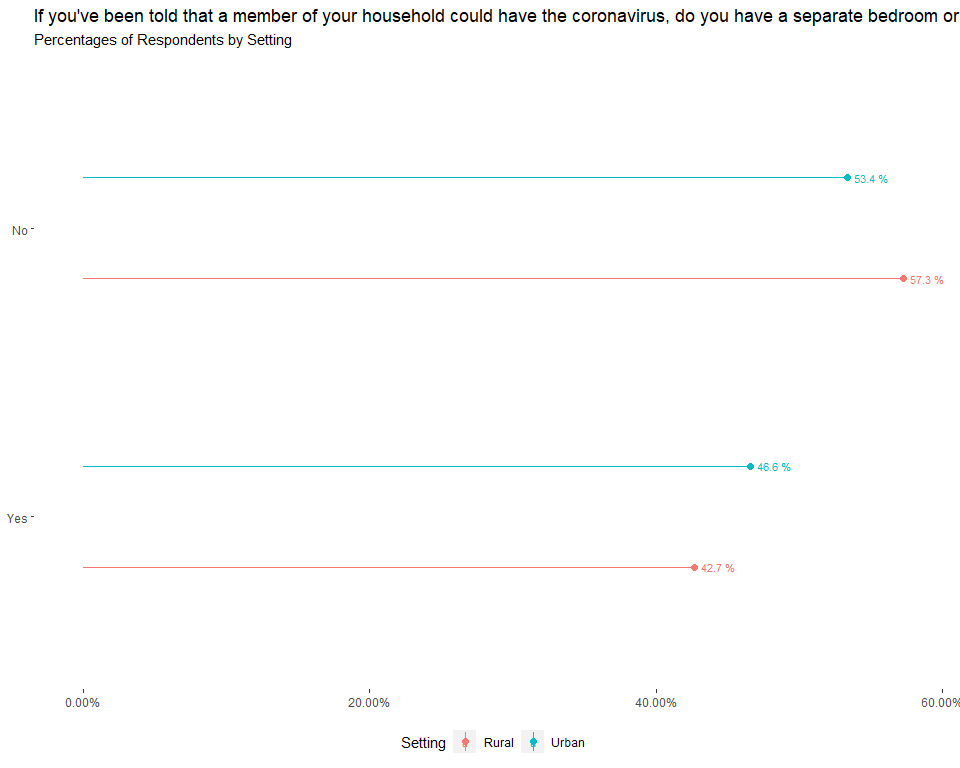 If you've been told that a member of your household could have the coronavirus, do you have a separate bedroom or
Percentages of Respondents by Setting
53.4 %
No
57.3 %
46.6 %
Yes
42.7 %
0.00% 20.00% 40.00% 60.00%
Setting Rural Urban